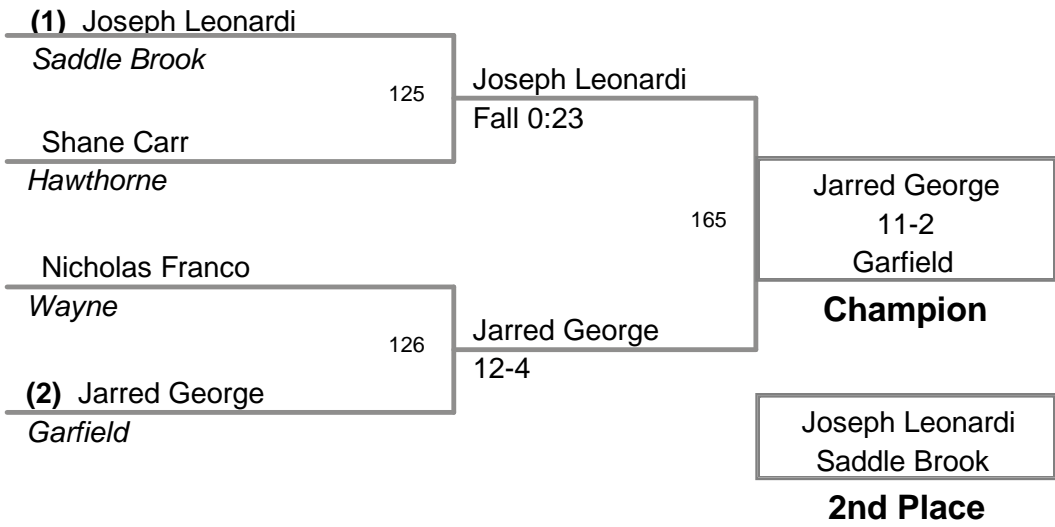 (1) Joseph Leonardi
Saddle Brook
125
Shane Carr
Hawthorne
Joseph Leonardi
Fall 0:23
Nicholas Franco
Wayne
126
(2) Jarred George
Garfield
Jarred George
12-4
165
Jarred George
11-2
Garfield
Champion
Joseph Leonardi
Saddle Brook
2nd Place